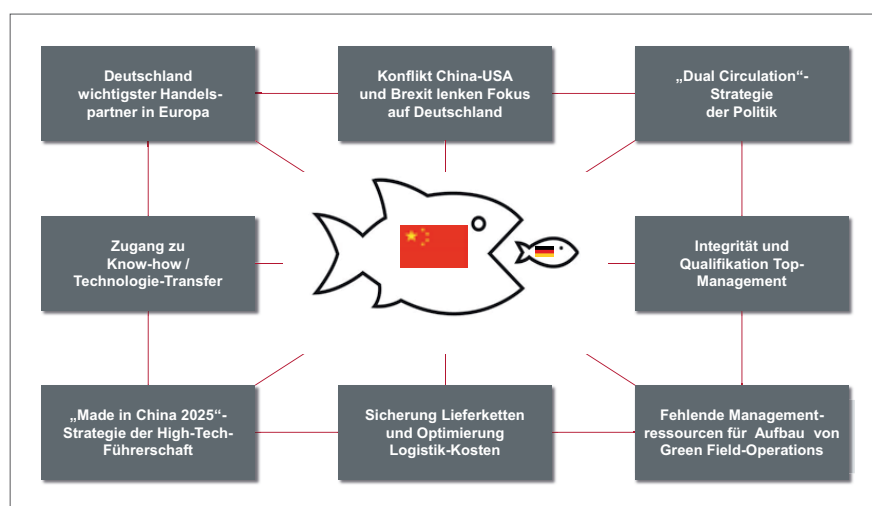 Deutschland
wichtigster Handels-
partner in Europa
Konflikt China-USA
und Brexit lenken Fokus
auf Deutschland
„Dual Circulation“-
Strategie
der Politik
Zugang zu
Know-how /
Technologie-Transfer
Integrität und
Qualifikation Top-
Management
„Made in China 2025“-
Strategie der High-Tech-
Führerschaft
Sicherung Lieferketten
und Optimierung
Logistik-Kosten
Fehlende Management-
ressourcen für Aufbau von
Green Field-Operations